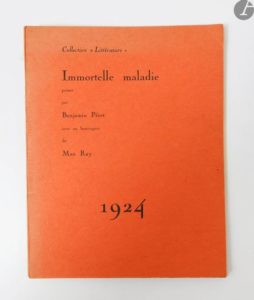 Collection « Littérature »
Immortelle maladie
poème
par
Benjamin Péret
avec un frontispice
de
Man Ray
1924